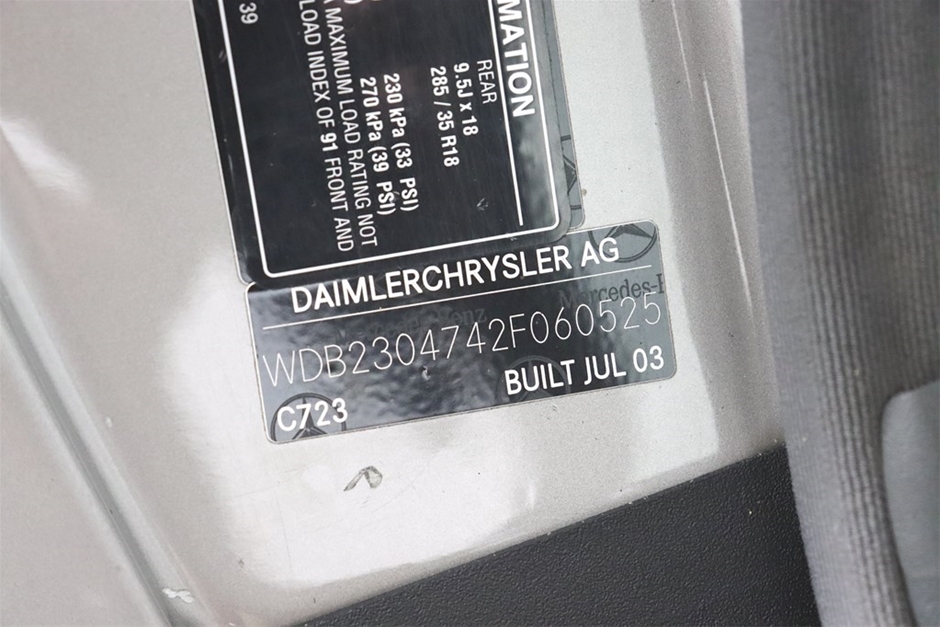 MATION
REAR
9.5J x 18
285 / 35 R18
230 kPa (33 PSI)
270 kPa (39 PSI)
A MAXIMUM LOAD RATING NOT
LOAD INDEX OF 91 FRONT AND
39
DAIMLERCHRYSLER AG
Mercedes-B
WDB2304742F060525
BUILT JUL 03
C723